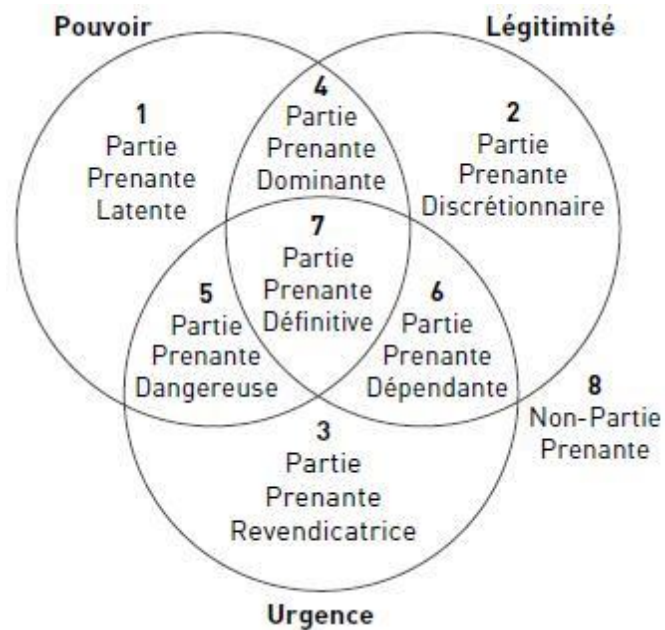 Pouvoir
Légitimité
1
Partie
Prenante
Latente
4
Partie
Prenante
Dominante
2
Partie
Prenante
Discrétionnaire
7
Partie
Prenante
Définitive
5
Partie
Prenante
Dangereuse
6
Partie
Prenante
Dépendante
8
Non-Partie
Prenante
3
Partie
Prenante
Revendicatrice
Urgence